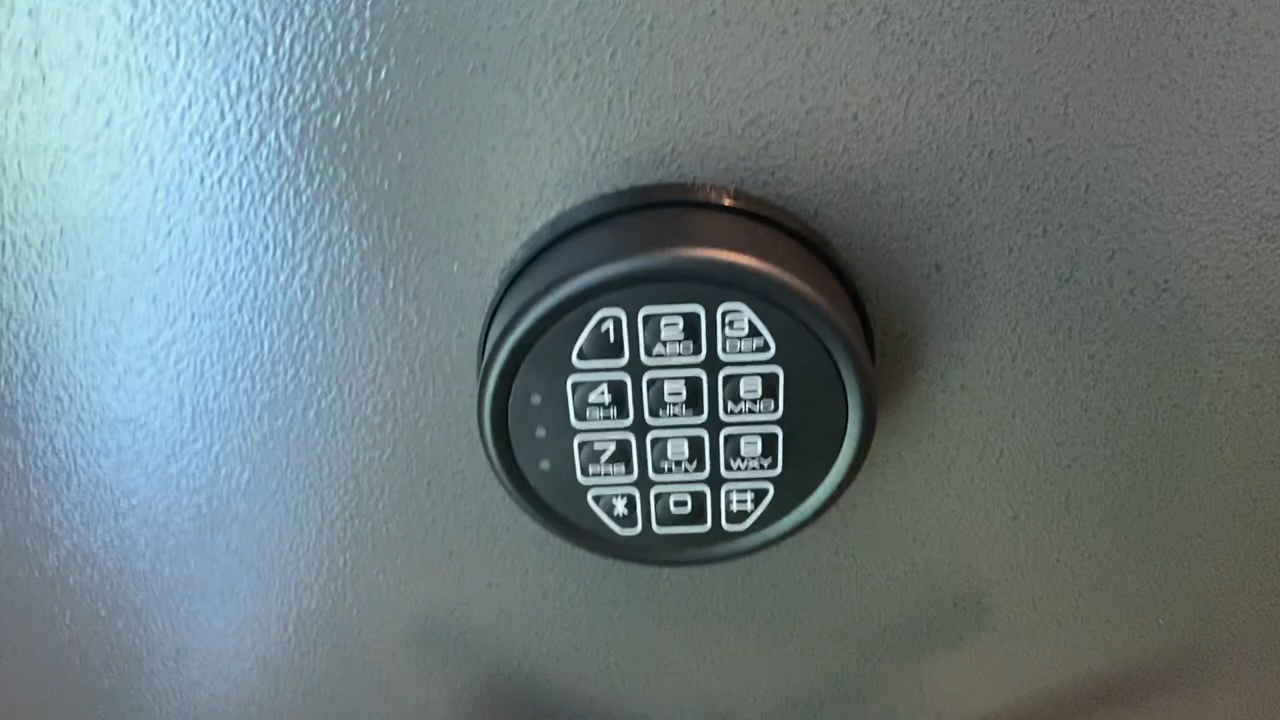 1 2 3
ABC DEF
4 5 6
GHI JKL MNO
7 8 9
PRS TUV WXY
* 0 #